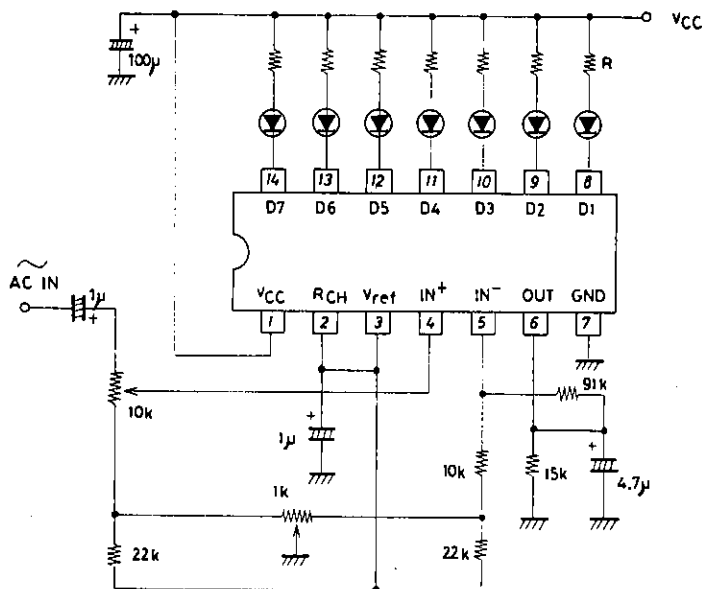 VCC
100μ
R
14 13 12 11 10 9 8
D7 D6 D5 D4 D3 D2 D1
AC IN
1μ
+
VCC RCH Vref IN+ IN- OUT GND
1 2 3 4 5 6 7
10k
91k
+
1μ
10k
15k
+
4.7μ
1k
22k
22k